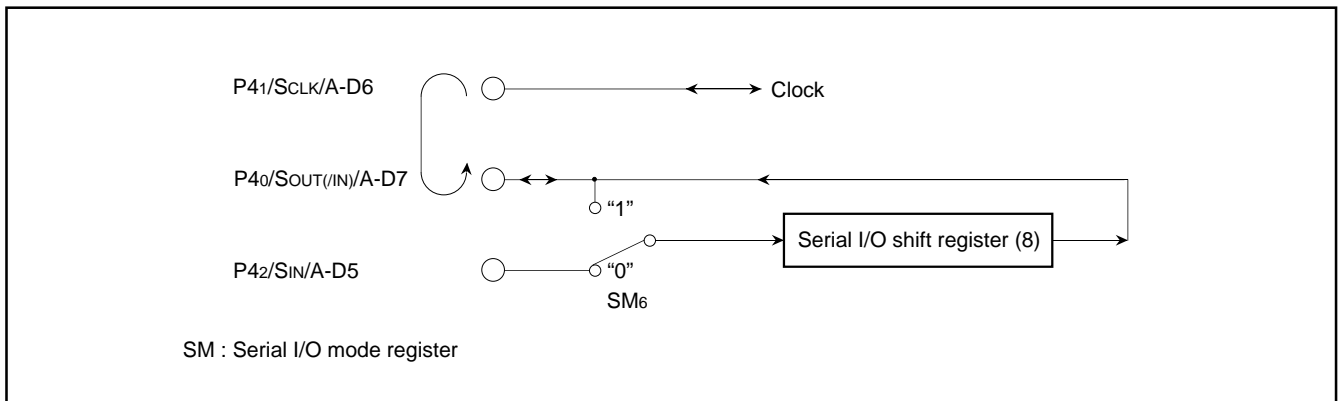 P41/SCLK/A-D6
Clock
P40/SOUT(/IN)/A-D7
“1”
Serial I/O shift register (8)
P42/SIN/A-D5
“0”
SM6
SM : Serial I/O mode register